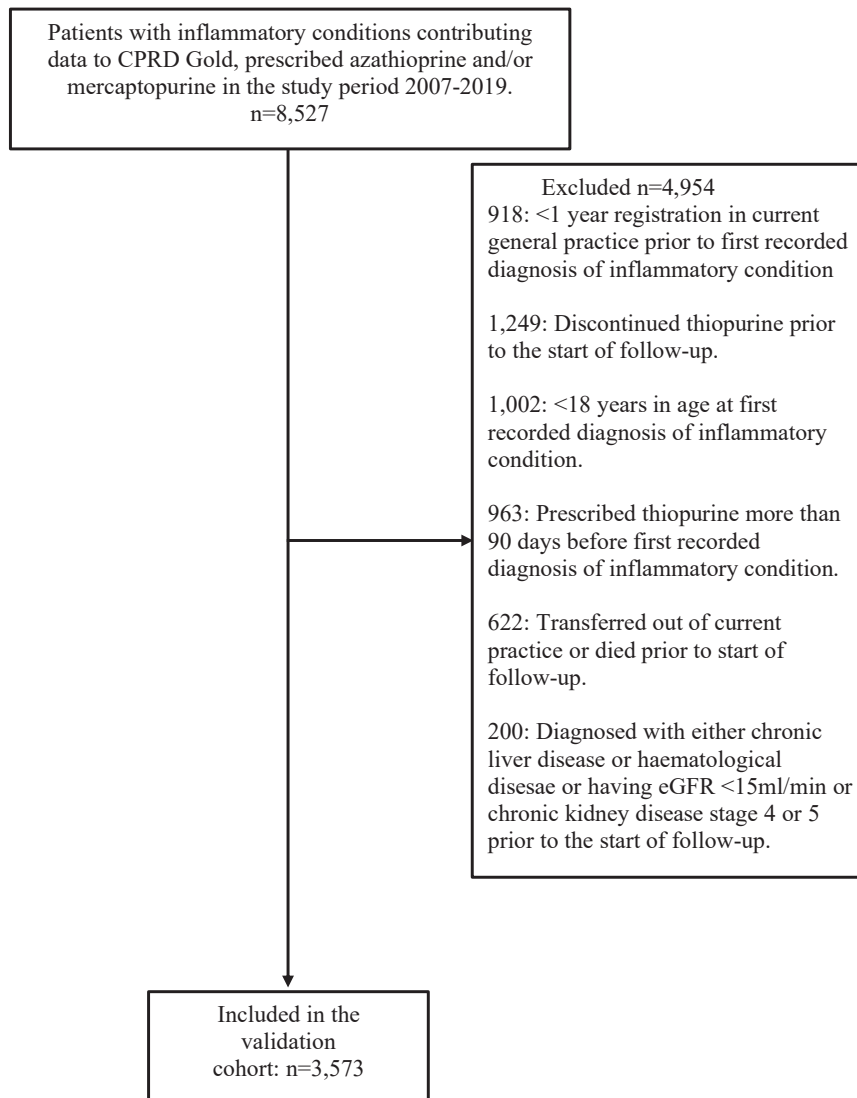 Patients with inflammatory conditions contributing
data to CPRD Gold, prescribed azathioprine and/or
mercaptopurine in the study period 2007-2019.
n=8,527
Excluded n=4,954
918: <1 year registration in current
general practice prior to first recorded
diagnosis of inflammatory condition
1,249: Discontinued thiopurine prior
to the start of follow-up.
1,002: <18 years in age at first
recorded diagnosis of inflammatory
condition.
963: Prescribed thiopurine more than
90 days before first recorded
diagnosis of inflammatory condition.
622: Transferred out of current
practice or died prior to start of
follow-up.
200: Diagnosed with either chronic
liver disease or haematological
disesae or having eGFR <15ml/min or
chronic kidney disease stage 4 or 5
prior to the start of follow-up.
Included in the
validation
cohort: n=3,573